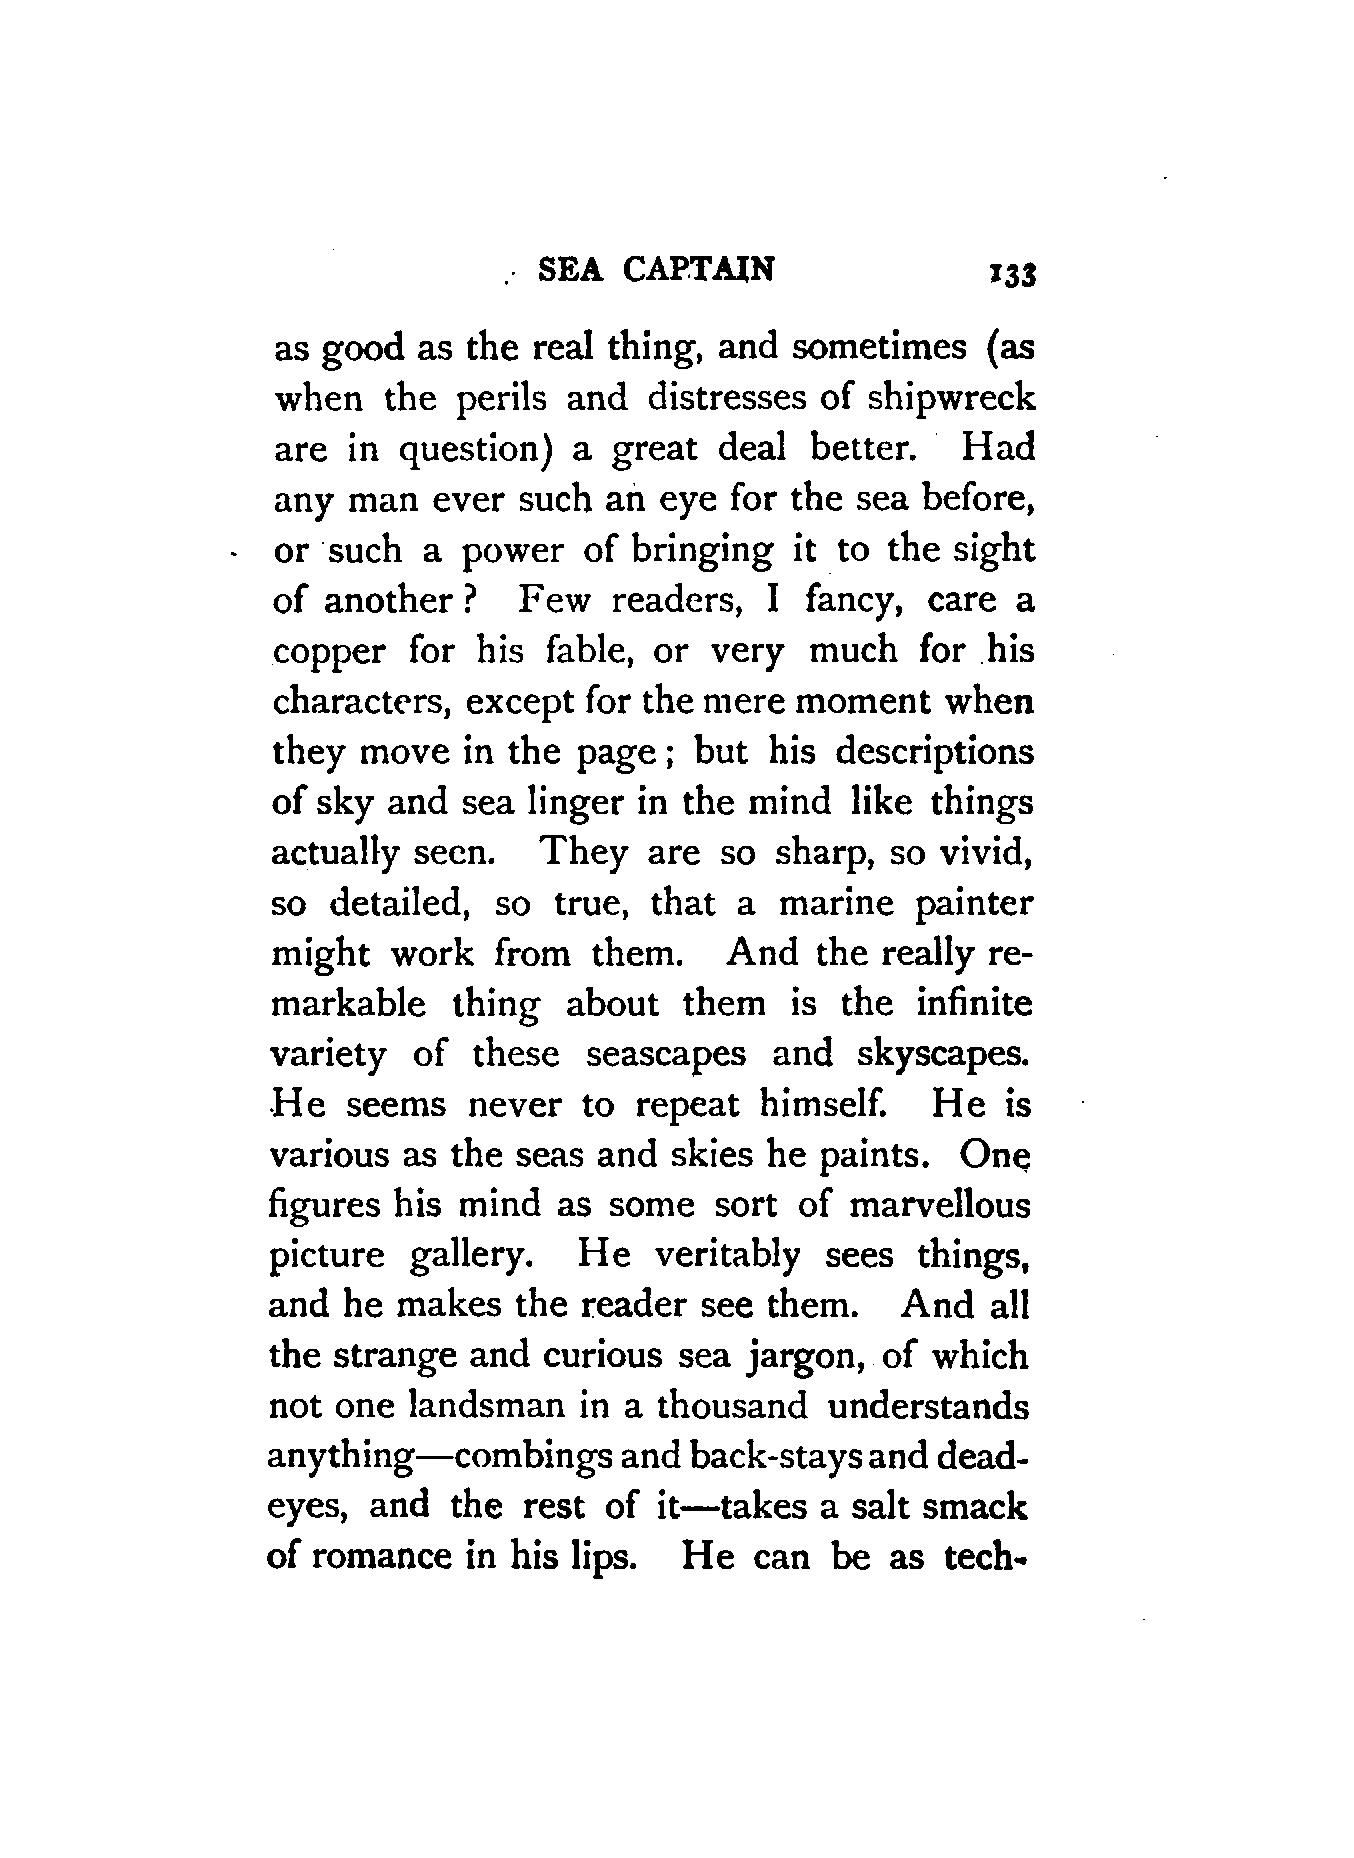 SEA CAPTAIN 133
as good as the real thing, and sometimes (as
when the perils and distresses of shipwreck
are in question) a great deal better. Had
any man ever such an eye for the sea before,
or such a power of bringing it to the sight
of another? Few readers, I fancy, care a
copper for his fable, or very much for his
characters, except for the mere moment when
they move in the page; but his descriptions
of sky and sea linger in the mind like things
actually seen. They are so sharp, so vivid,
so detailed, so true, that a marine painter
might work from them. And the really re-
markable thing about them is the infinite
variety of these seascapes and skyscapes.
He seems never to repeat himself. He is
various as the seas and skies he paints. One
figures his mind as some sort of marvellous
picture gallery. He veritably sees things,
and he makes the reader see them. And all
the strange and curious sea jargon, of which
not one landsman in a thousand understands
anything—combings and back-stays and dead-
eyes, and the rest of it—takes a salt smack
of romance in his lips. He can be as tech-